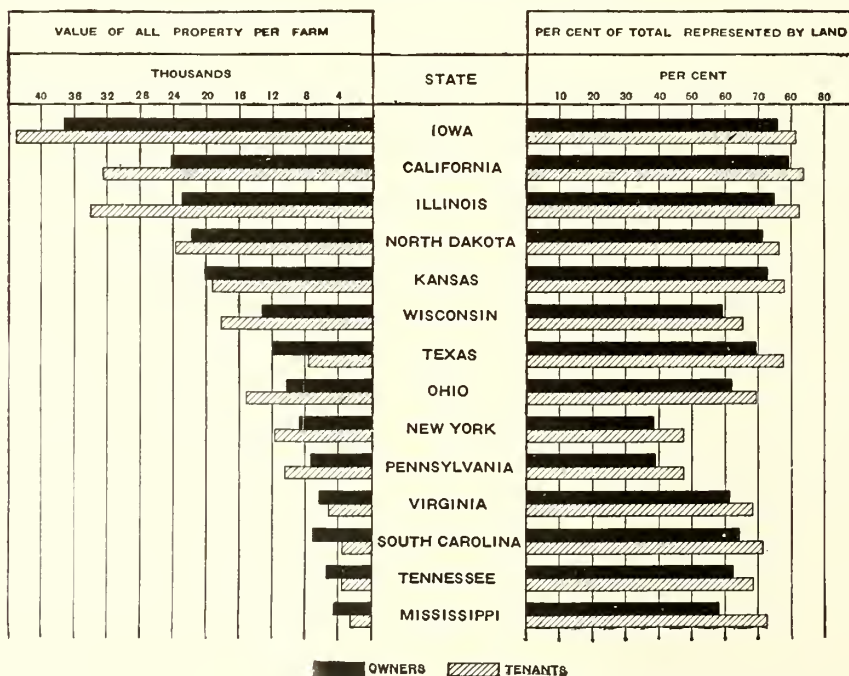 VALUE OF ALL PROPERTY PER FARM
PER CENT OF TOTAL REPRESENTED BY LAND
THOUSANDS
STATE
PER CENT
40 36 32 28 24 20 16 12 8 4
10 20 30 40 50 60 70 60 80
IOWA
CALIFORNIA
ILLINOIS
NORTH DAKOTA
KANSAS
WISCONSIN
TEXAS
OHIO
NEW YORK
PENNSYLVANIA
VIRGINIA
SOUTH CAROLINA
TENNESSEE
MISSISSIPPI
OWNERS TENANTS